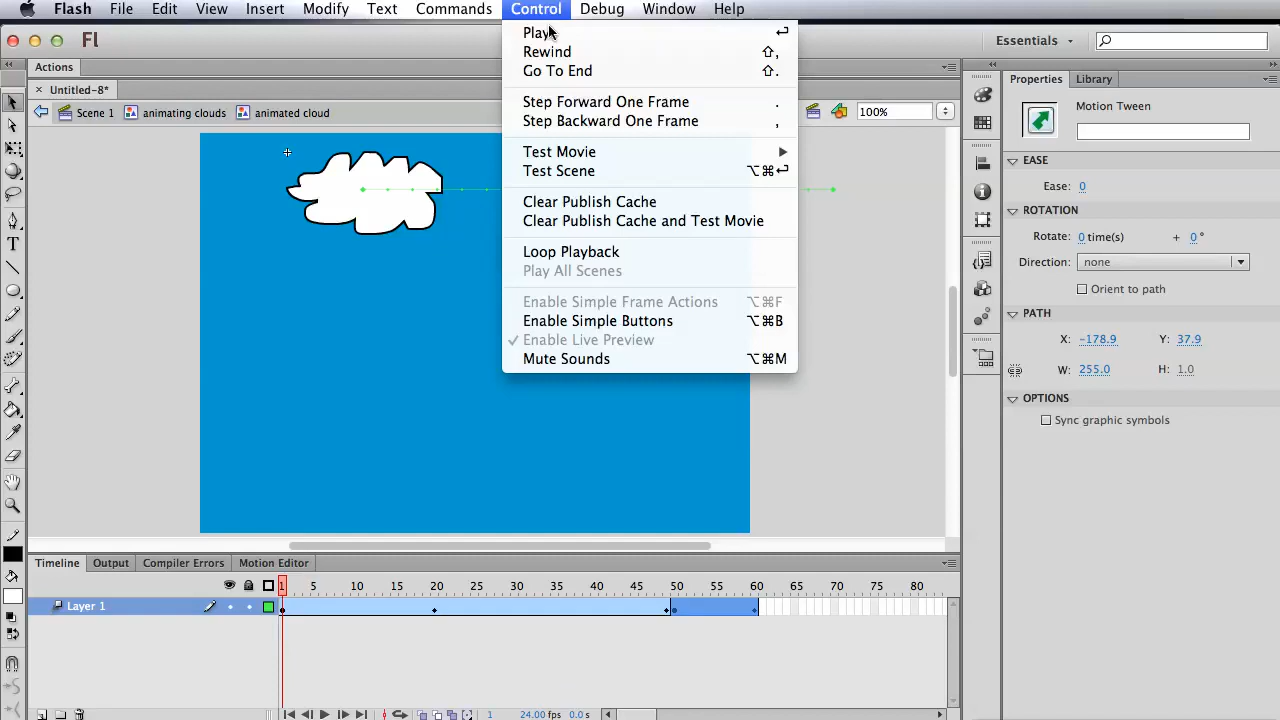 Flash File Edit View Insert Modify Text Commands Control Debug Window Help
Fl Essentials
Actions
Untitled-8*
Scene 1 animating clouds animated cloud 100%
Play ↵
Rewind ⇧,
Go To End ⇧.
Step Forward One Frame .
Step Backward One Frame ,
Test Movie ▶
Test Scene ⌥⌘↵
Clear Publish Cache
Clear Publish Cache and Test Movie
Loop Playback
Play All Scenes
Enable Simple Frame Actions ⌥⌘F
Enable Simple Buttons ⌥⌘B
✓ Enable Live Preview
Mute Sounds ⌥⌘M
Properties Library
Motion Tween
EASE
Ease: 0
ROTATION
Rotate: 0 time(s) + 0 °
Direction: none
Orient to path
PATH
X: -178.9 Y: 37.9
W: 255.0 H: 1.0
OPTIONS
Sync graphic symbols
Timeline Output Compiler Errors Motion Editor
1 5 10 15 20 25 30 35 40 45 50 55 60 65 70 75 80
Layer 1
1 24.00 fps 0.0 s